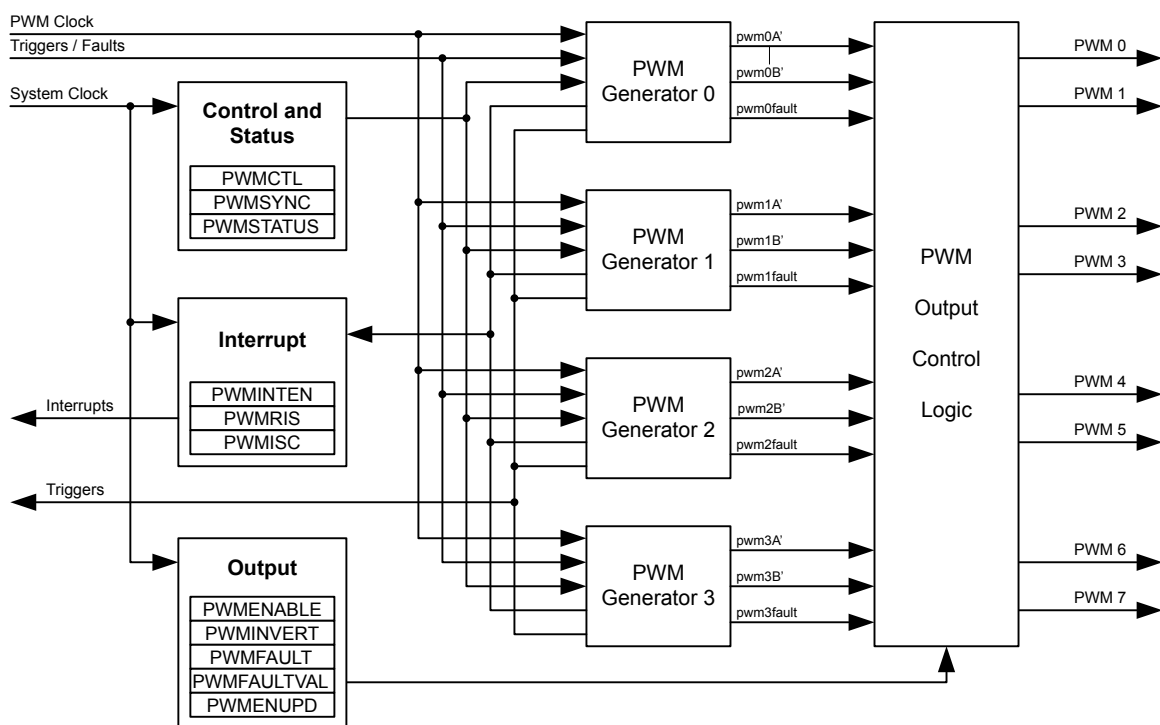 PWM Clock
Triggers / Faults
System Clock
Control and
Status
PWMCTL
PWMSYNC
PWMSTATUS
Interrupt
PWMINTEN
PWMRIS
PWMISC
Interrupts
Triggers
Output
PWMENABLE
PWMINVERT
PWMFAULT
PWMFAULTVAL
PWMENUPD
PWM
Generator 0
pwm0A'
pwm0B'
pwm0fault
PWM
Generator 1
pwm1A'
pwm1B'
pwm1fault
PWM
Generator 2
pwm2A'
pwm2B'
pwm2fault
PWM
Generator 3
pwm3A'
pwm3B'
pwm3fault
PWM
Output
Control
Logic
PWM 0
PWM 1
PWM 2
PWM 3
PWM 4
PWM 5
PWM 6
PWM 7